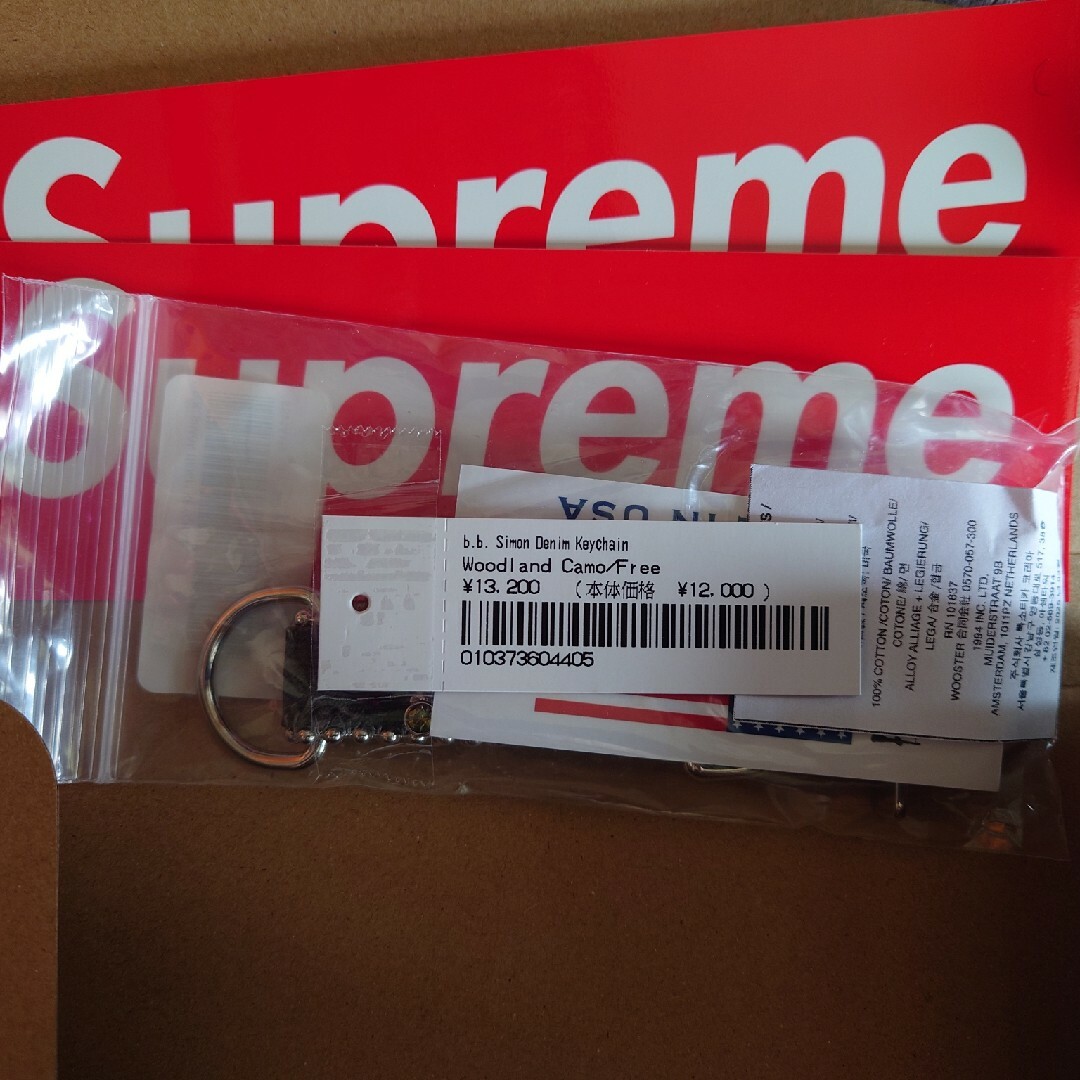 Supreme
Supreme
IN USA
b.b. Simon Denim Keychain
Woodland Camo/Free
¥13.200 (本体価格 ¥12.000 )
010373604405
100% COTTON /COTON/ BAUMWOLLE/
COTONE/ 綿/ 면
ALLOY ALLIAGE + LEGIERUNG/
LEGA/ 合金 /합금
WOOSTER 合同会社 0570-057-300
RN 101837
1994 INC. LTD.
MUIDERSTRAAT 9B
AMSTERDAM, 1011PZ NETHERLANDS